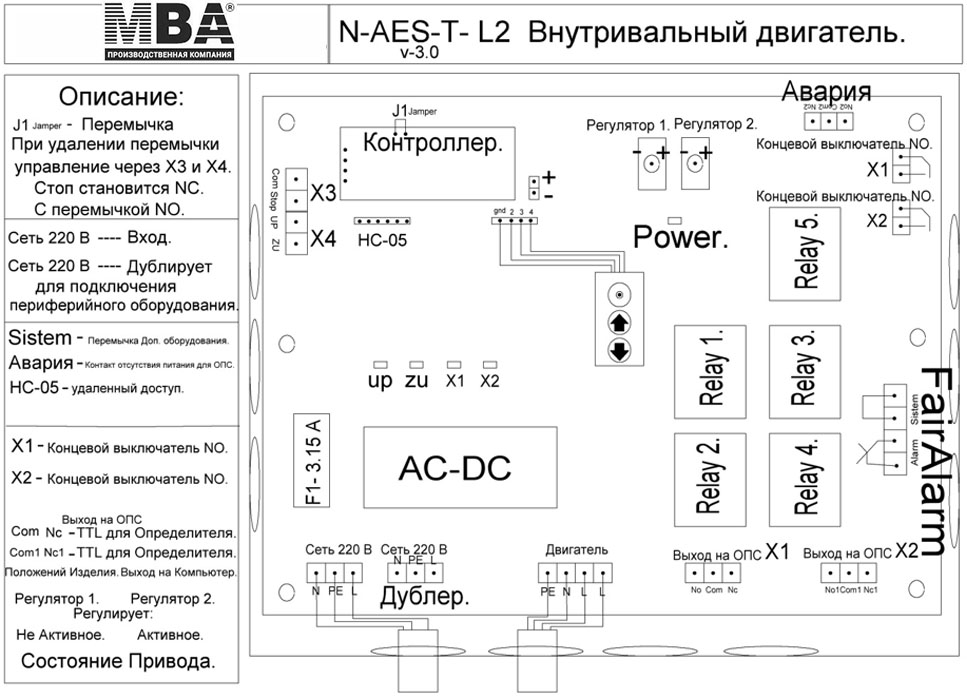 МВА®
ПРОИЗВОДСТВЕННАЯ КОМПАНИЯ
N-AES-T- L2 Внутривальный двигатель.
v-3.0
Описание:
J1 Jamper - Перемычка
При удалении перемычки
управление через X3 и X4.
Стоп становится NC.
С перемычкой NO.
Сеть 220 В ---- Вход.
Сеть 220 В ---- Дублирует
для подключения
периферийного оборудования.
Sistem - Перемычка Доп. оборудования.
Авария - Контакт отсутствия питания для ОПС.
HC-05 - удаленный доступ.
X1 - Концевой выключатель NO.
X2 - Концевой выключатель NO.
Выход на ОПС
Com Nc -TTL для Определителя.
Com1 Nc1 -TTL для Определителя.
Положений Изделия. Выход на Компьютер.
Регулятор 1. Регулятор 2.
Регулирует:
Не Активное. Активное.
Состояние Привода.
J1 Jamper
Контроллер.
Com Stop UP ZU
X3
X4
HC-05
+
-
gnd 2 3 4
Регулятор 1. Регулятор 2.
- + - +
Power.
Авария
No2 Com2 Nc2
Концевой выключатель NO.
X1
Концевой выключатель NO.
X2
Relay 5.
Relay 1.
Relay 3.
Relay 2.
Relay 4.
up zu X1 X2
F1- 3.15 A
AC-DC
Sistem
Alarm
FairAlarm
Сеть 220 В
N PE L
Сеть 220 В
N PE L
Дублер.
Двигатель
PE N L L
Выход на ОПС X1
No Com Nc
Выход на ОПС X2
No1 Com1 Nc1